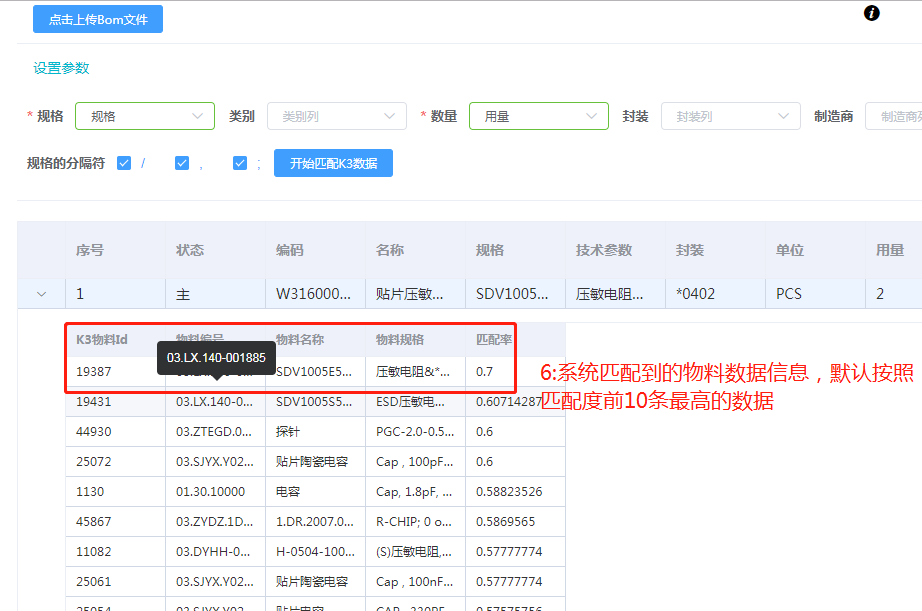 点击上传Bom文件
设置参数
* 规格 规格 类别 类别列 * 数量 用量 封装 封装列 制造商 制造商列
规格的分隔符 / , ; 开始匹配K3数据
序号 状态 编码 名称 规格 技术参数 封装 单位 用量
1 主 W316000... 贴片压敏... SDV1005... 压敏电阻... *0402 PCS 2
K3物料Id 物料编号 物料名称 物料规格 匹配率
03.LX.140-001885
19387 SDV1005E5... 压敏电阻&*... 0.7
6:系统匹配到的物料数据信息，默认按照
匹配度前10条最高的数据
19431 03.LX.140-0... SDV1005S5... ESD压敏电... 0.60714287
44930 03.ZTEGD.0... 探针 PGC-2.0-0.5... 0.6
25072 03.SJYX.Y02... 贴片陶瓷电容 Cap , 100pF... 0.6
1130 01.30.10000 电容 Cap, 1.8pF, ... 0.58823526
45867 03.ZYDZ.1D... 1.DR.2007.0... R-CHIP; 0 o... 0.5869565
11082 03.DYHH-0... H-0504-100... (S)压敏电阻,... 0.57777774
25061 03.SJYX.Y02... 贴片陶瓷电容 Cap , 100nF... 0.57777774
25054 03.SJYX.Y02... 贴片电容 CAP , 330PF... 0.57575756